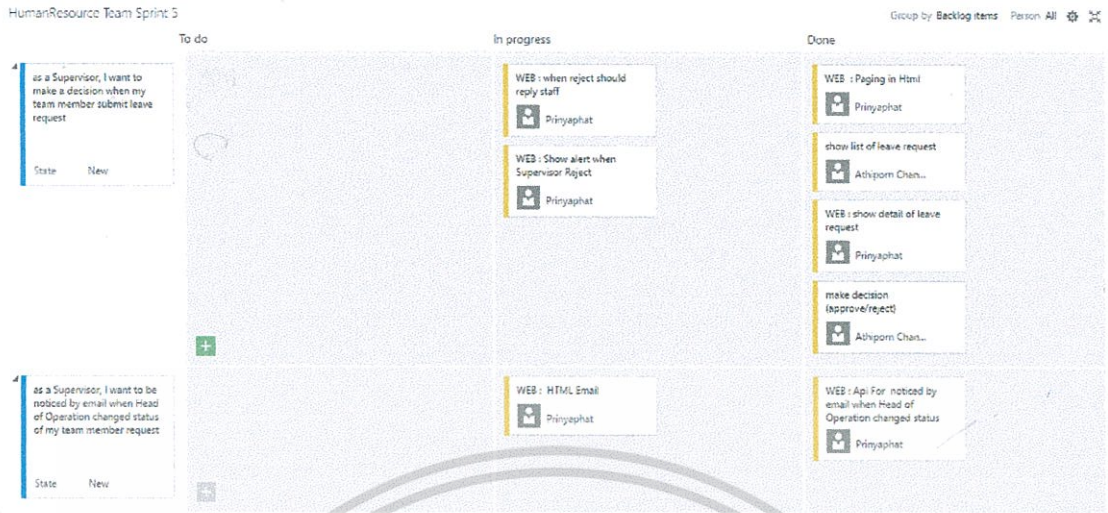 HumanResource Team Sprint 5
Group by Backlog items Person All
To do
In progress
Done
as a Supervisor, I want to
make a decision when my
team member submit leave
request
State New
WEB : when reject should
reply staff
Prinyaphat
WEB : Show alert when
Supervisor Reject
Prinyaphat
WEB : Paging in Html
Prinyaphat
show list of leave request
Athiporn Chan...
WEB : show detail of leave
request
Prinyaphat
make decision
(approve/reject)
Athiporn Chan...
as a Supervisor, I want to be
noticed by email when Head
of Operation changed status
of my team member request
State New
WEB : HTML Email
Prinyaphat
WEB : Api For noticed by
email when Head of
Operation changed status
Prinyaphat